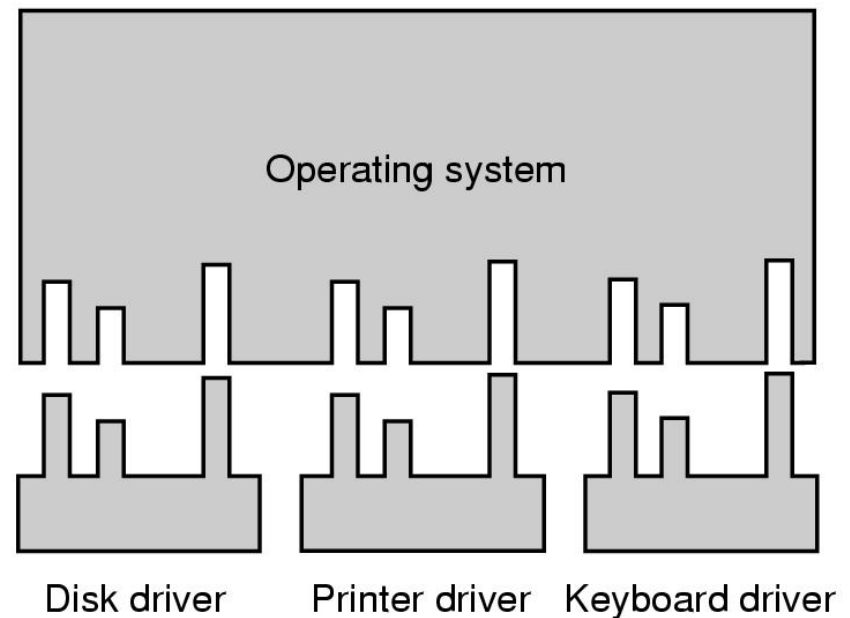 Operating system
Disk driver
Printer driver
Keyboard driver